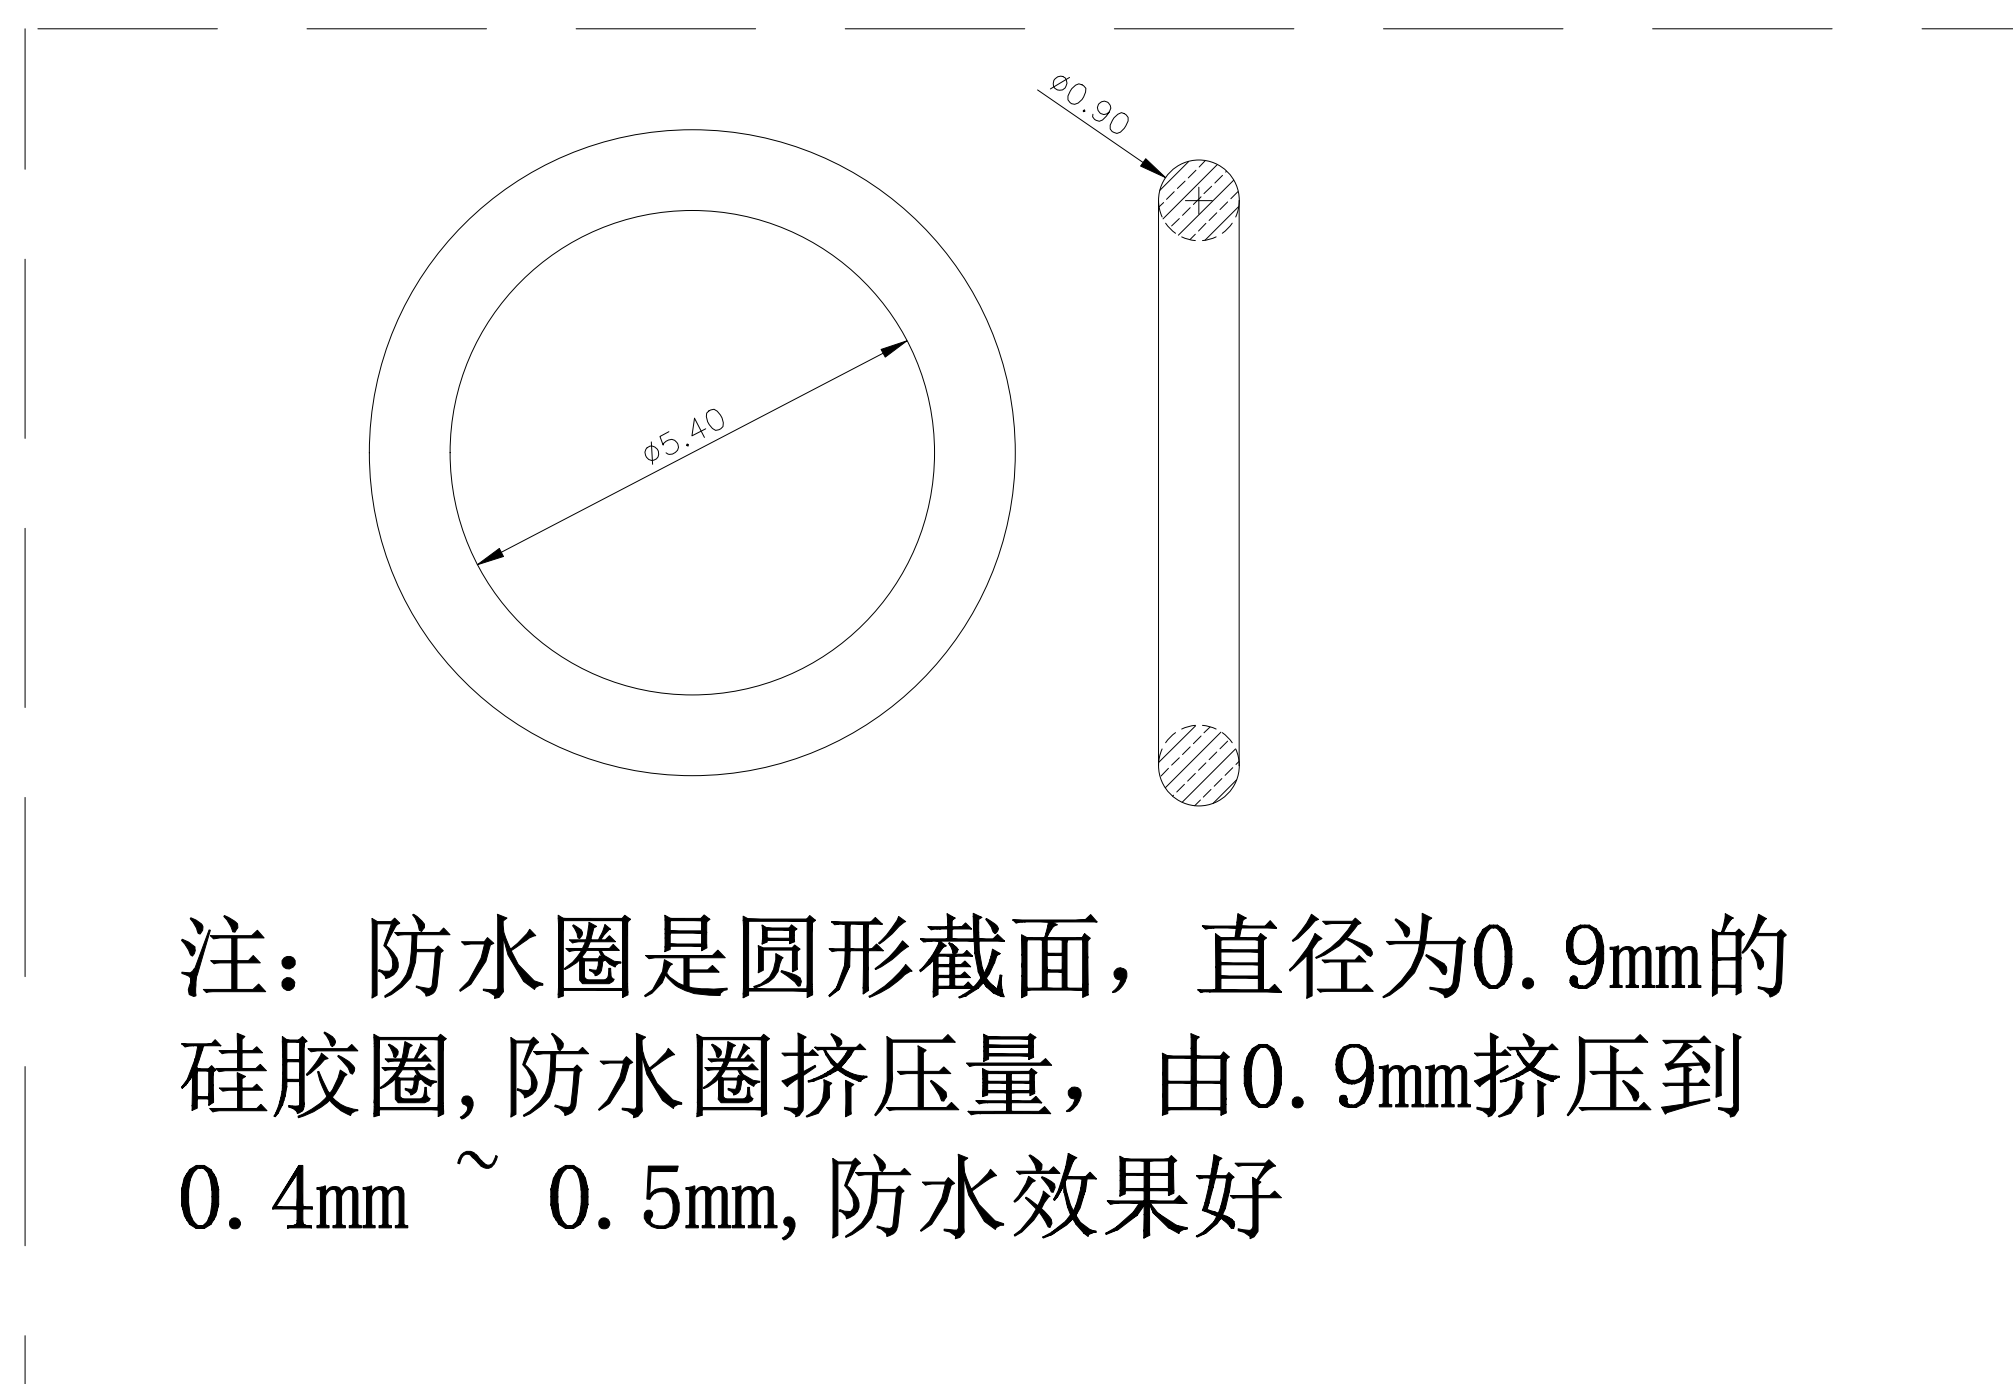 ø0.90
ø5.40
注：防水圈是圆形截面，直径为0.9mm的
硅胶圈,防水圈挤压量，由0.9mm挤压到
0.4mm ~ 0.5mm,防水效果好